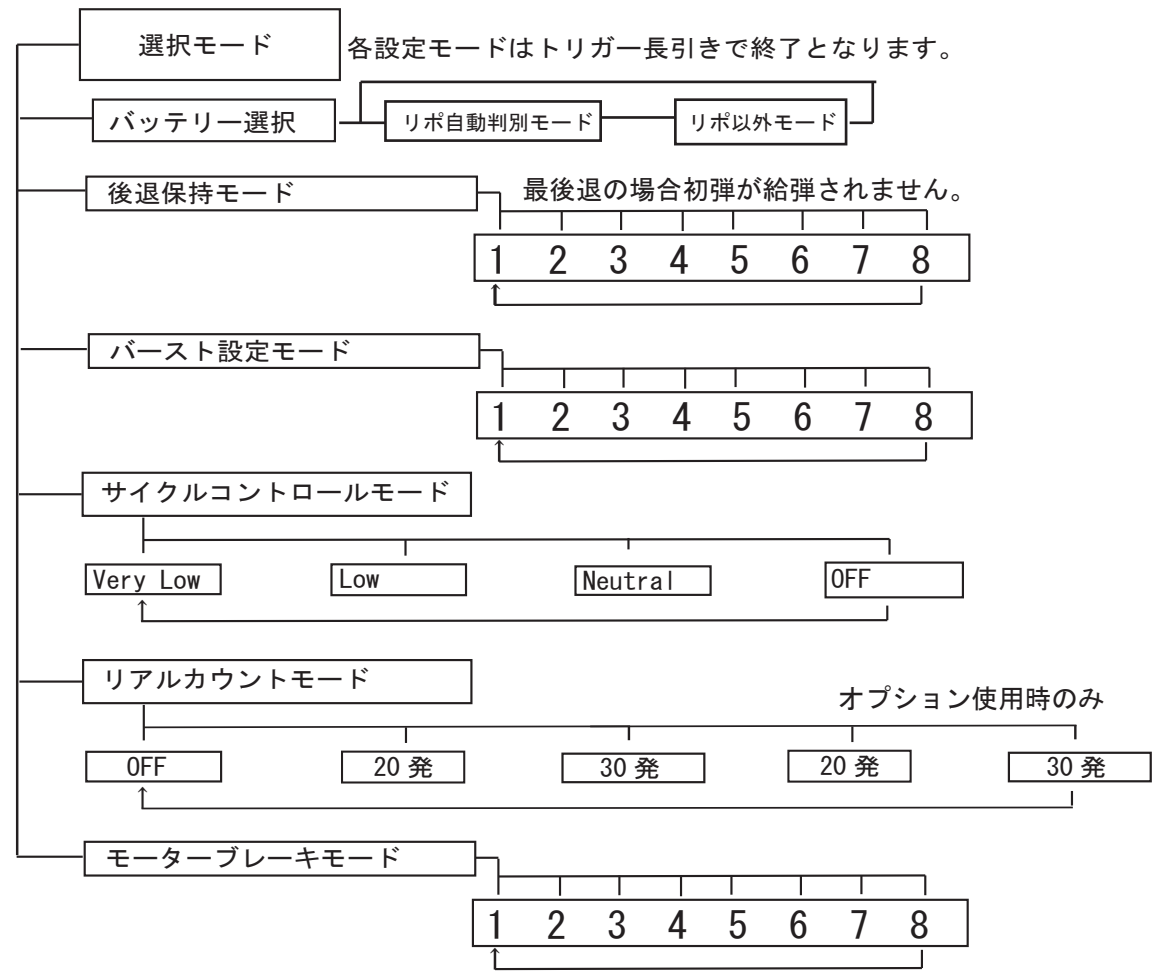 選択モード
各設定モードはトリガー長引きで終了となります。
バッテリー選択
リポ自動判別モード
リポ以外モード
後退保持モード
最後退の場合初弾が給弾されません。
1 2 3 4 5 6 7 8
バースト設定モード
1 2 3 4 5 6 7 8
サイクルコントロールモード
Very Low
Low
Neutral
OFF
リアルカウントモード
オプション使用時のみ
OFF
20 発
30 発
20 発
30 発
モーターブレーキモード
1 2 3 4 5 6 7 8